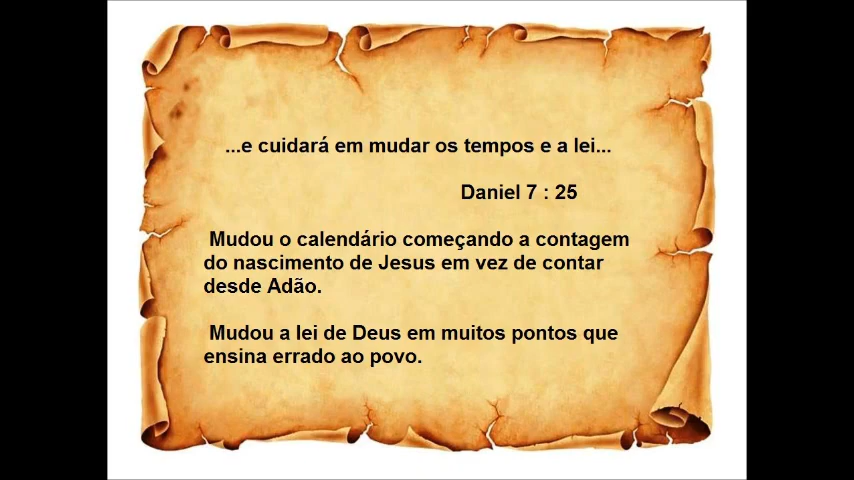 ...e cuidará em mudar os tempos e a lei...
Daniel 7 : 25
Mudou o calendário começando a contagem
do nascimento de Jesus em vez de contar
desde Adão.
Mudou a lei de Deus em muitos pontos que
ensina errado ao povo.